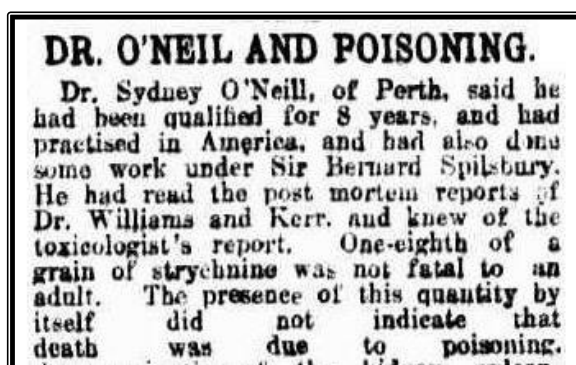 DR. O'NEIL AND POISONING.
Dr. Sydney O'Neill, of Perth, said he
had been qualified for 8 years, and had
practised in America, and had also done
some work under Sir Bernard Spilsbury.
He had read the post mortem reports of
Dr. Williams and Kerr. and knew of the
toxicologist's report. One-eighth of a
grain of strychnine was not fatal to an
adult. The presence of this quantity by
itself did not indicate that
death was due to poisoning.